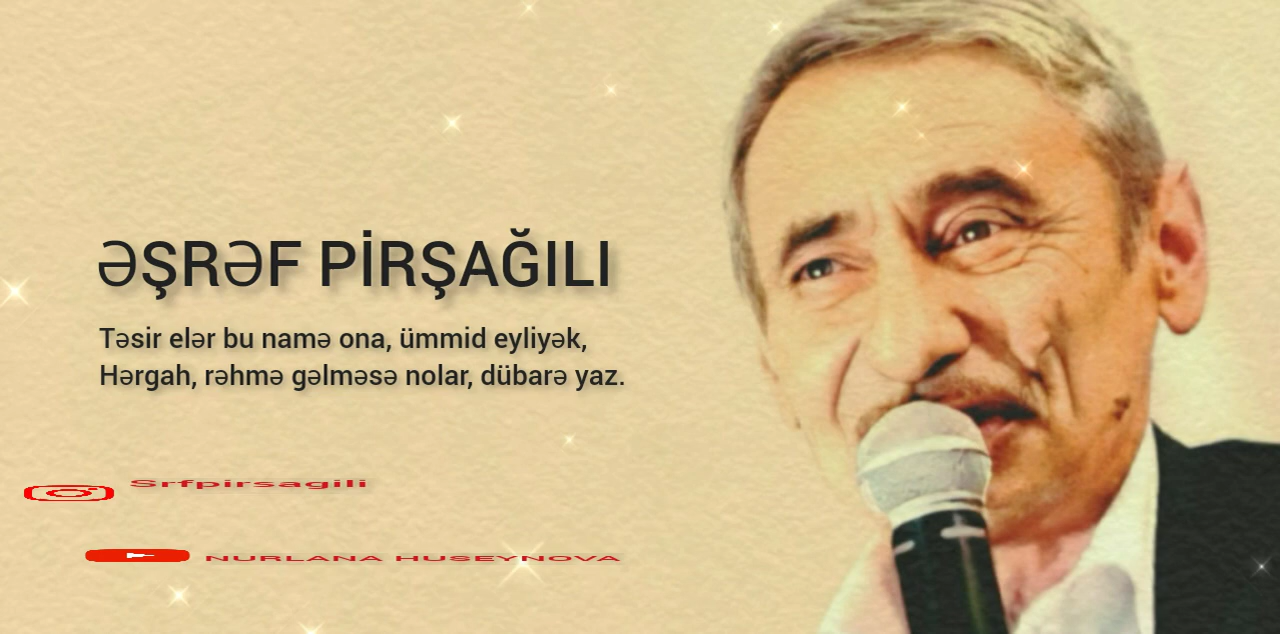 ƏŞRƏF PİRŞAĞILI
Təsir elər bu namə ona, ümmid eyliyək,
Hərgah, rəhmə gəlməsə nolar, dübarə yaz.
Srfpirsagili
NURLANA HUSEYNOVA